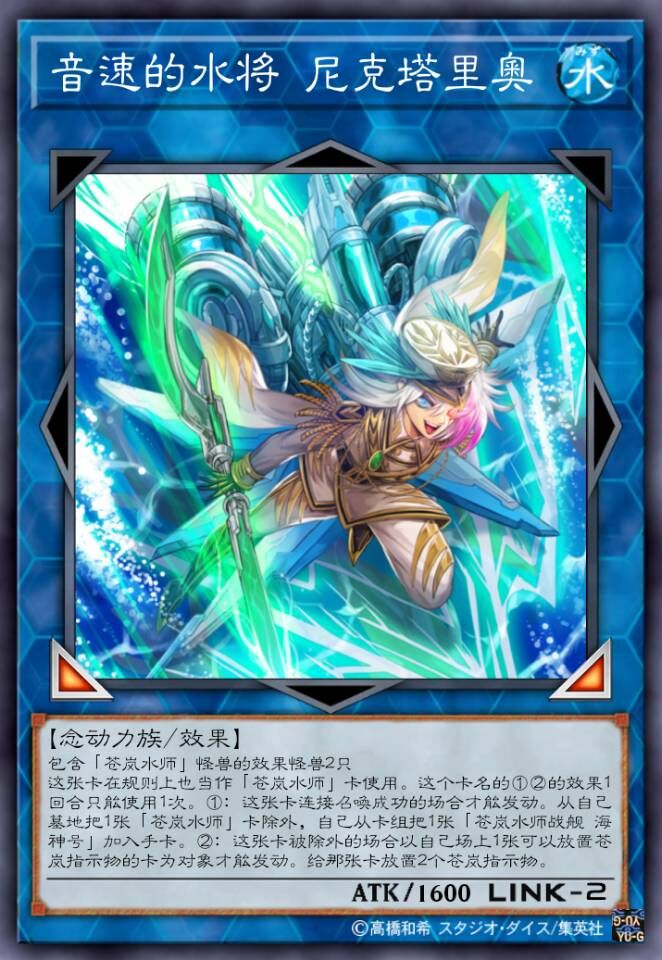 音速的水将 尼克塔里奥
みず
水
【念动力族/效果】
包含「苍岚水师」怪兽的效果怪兽2只
这张卡在规则上也当作「苍岚水师」卡使用。这个卡名的①②的效果1
回合只能使用1次。①：这张卡连接召唤成功的场合才能发动。从自己
墓地把1张「苍岚水师」卡除外，自己从卡组把1张「苍岚水师战舰 海
神号」加入手卡。②：这张卡被除外的场合以自己场上1张可以放置苍
岚指示物的卡为对象才能发动。给那张卡放置2个苍岚指示物。
ATK/1600 LINK-2
©高橋和希 スタジオ・ダイス/集英社